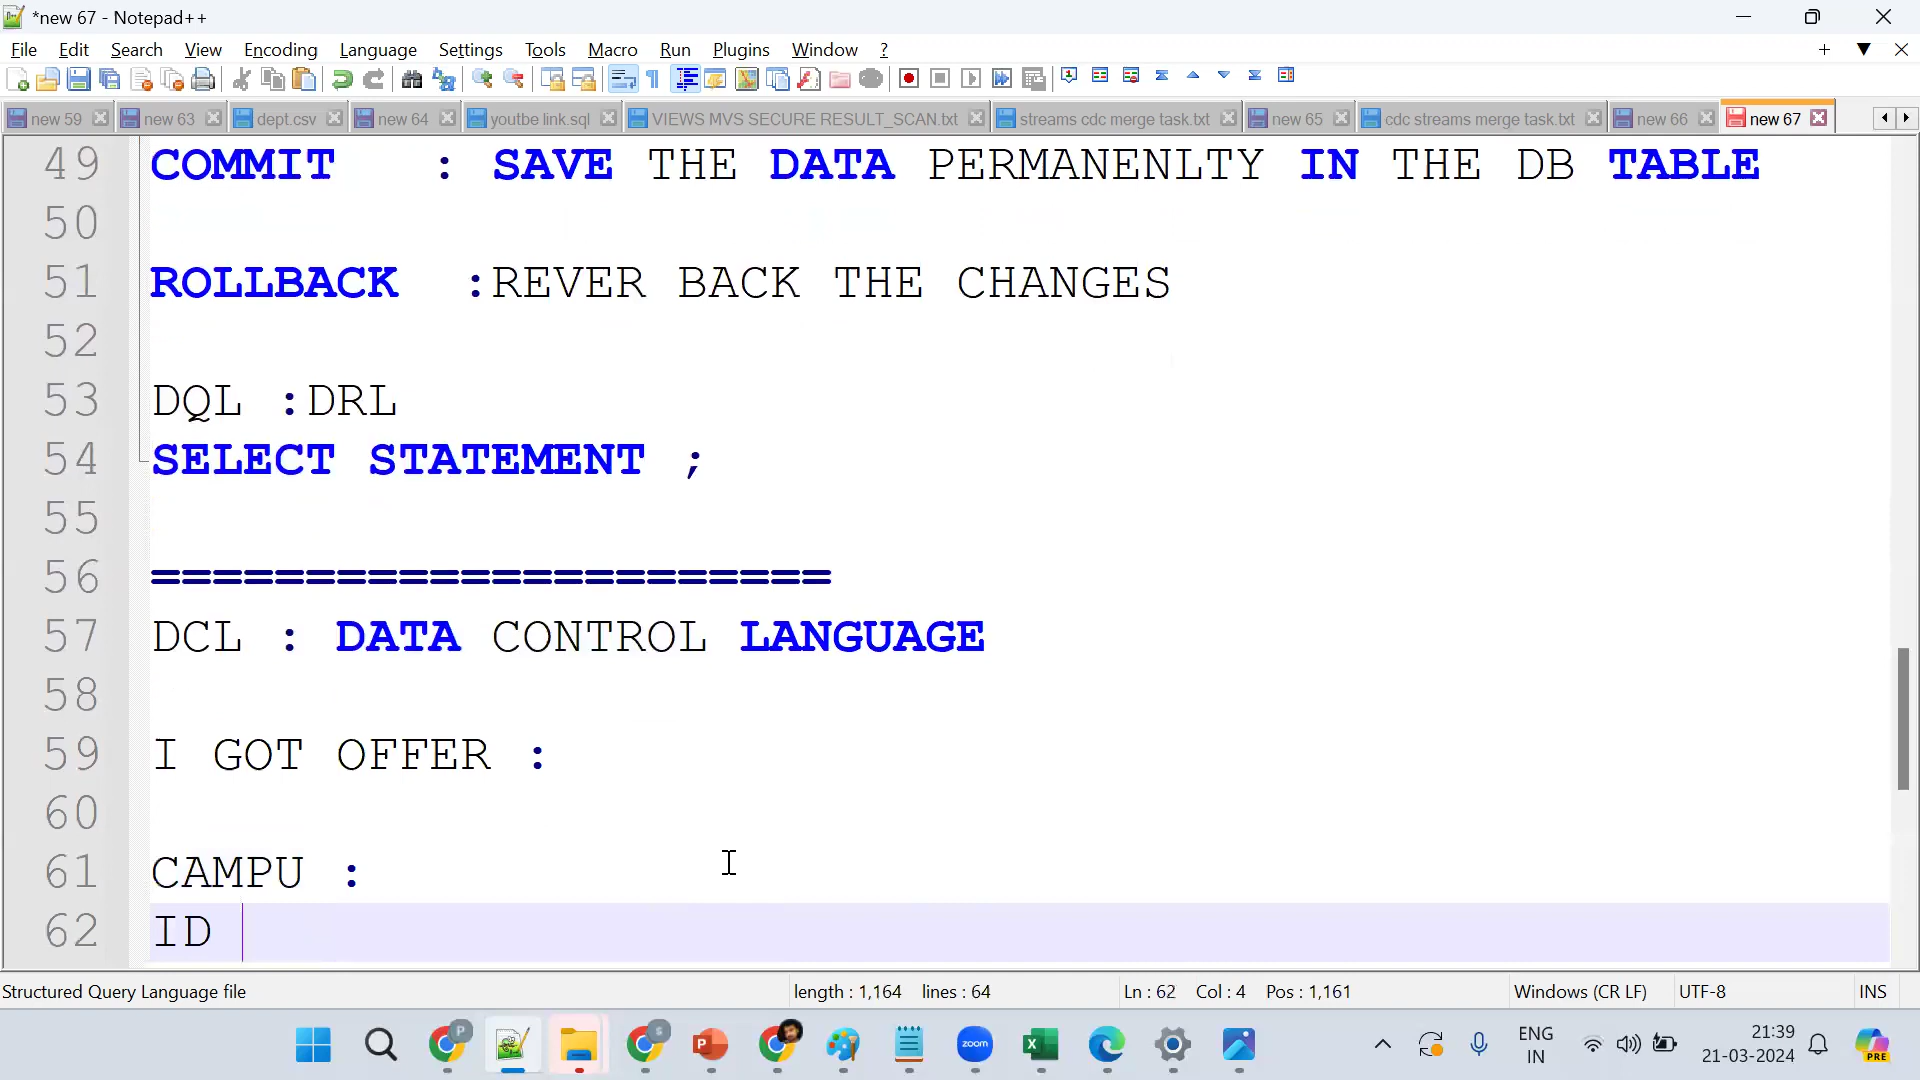 *new 67 - Notepad++
File Edit Search View Encoding Language Settings Tools Macro Run Plugins Window ?
new 59 new 63 dept.csv new 64 youtbe link.sql VIEWS MVS SECURE RESULT_SCAN.txt streams cdc merge task.txt new 65 cdc streams merge task.txt new 66 new 67
49 COMMIT : SAVE THE DATA PERMANENLTY IN THE DB TABLE
50
51 ROLLBACK :REVER BACK THE CHANGES
52
53 DQL :DRL
54 SELECT STATEMENT ;
55
56 ======================
57 DCL : DATA CONTROL LANGUAGE
58
59 I GOT OFFER :
60
61 CAMPU :
62 ID
Structured Query Language file length : 1,164 lines : 64 Ln : 62 Col : 4 Pos : 1,161 Windows (CR LF) UTF-8 INS
P S zoom ENG 21:39
IN 21-03-2024 PRE